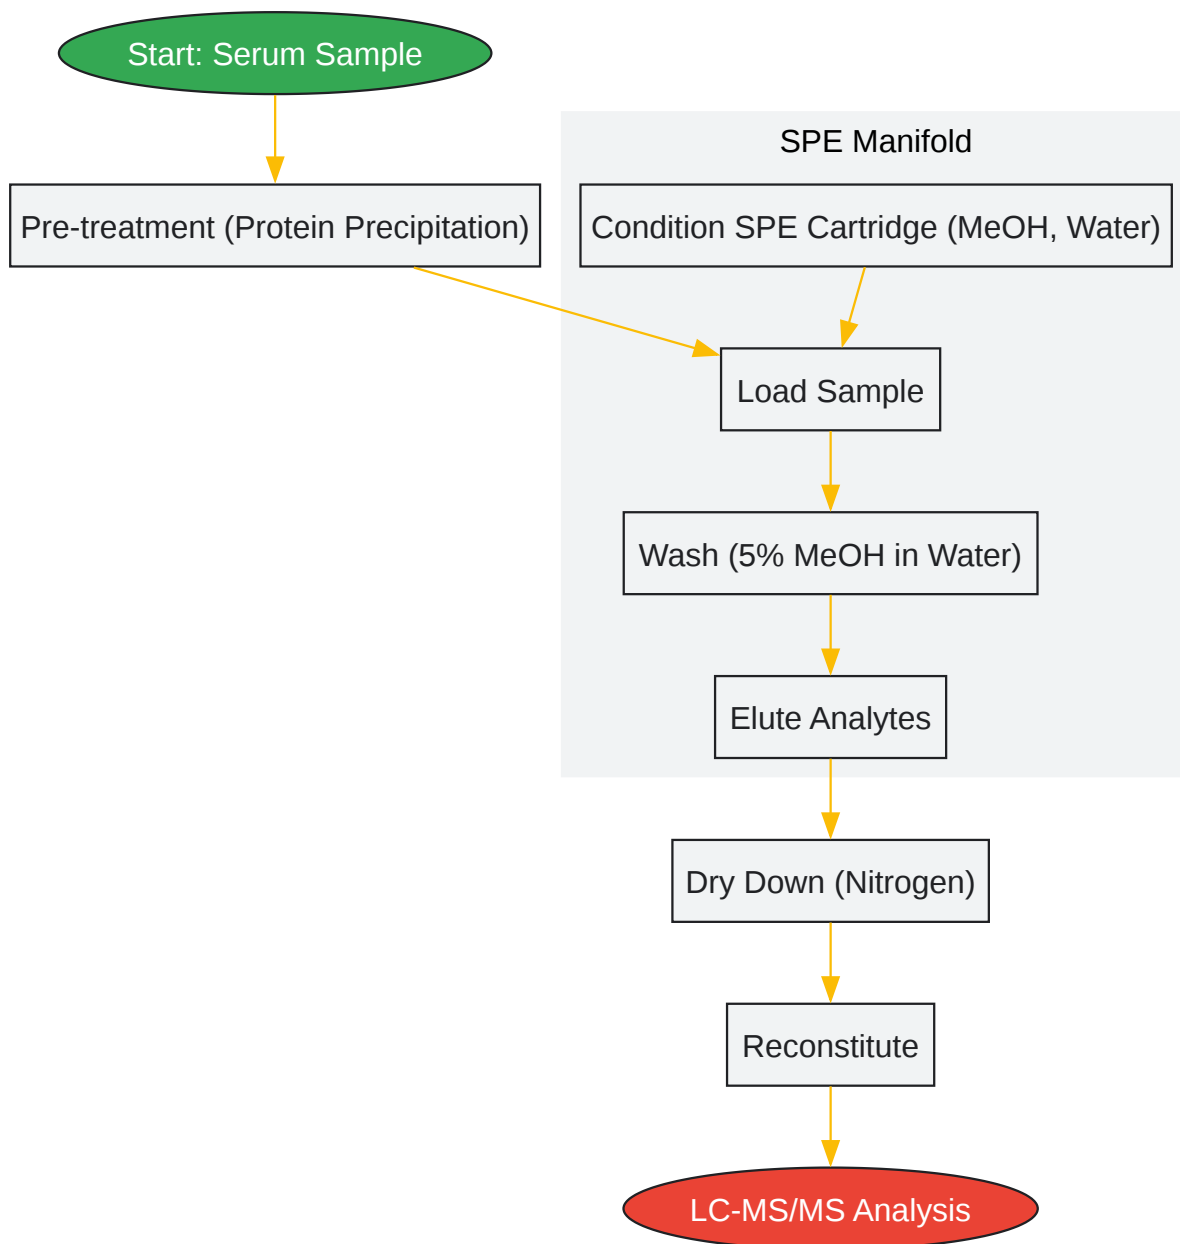 Start: Serum Sample
SPE Manifold
Pre-treatment (Protein Precipitation)
Condition SPE Cartridge (MeOH, Water)
Load Sample
Wash (5% MeOH in Water)
Elute Analytes
Dry Down (Nitrogen)
Reconstitute
LC-MS/MS Analysis